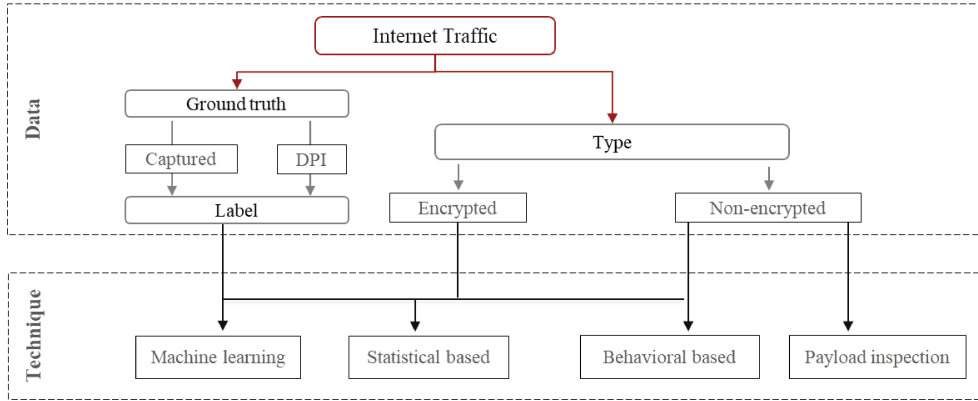 Internet Traffic
Data
Ground truth
Type
Captured
DPI
Label
Encrypted
Non-encrypted
Technique
Machine learning
Statistical based
Behavioral based
Payload inspection